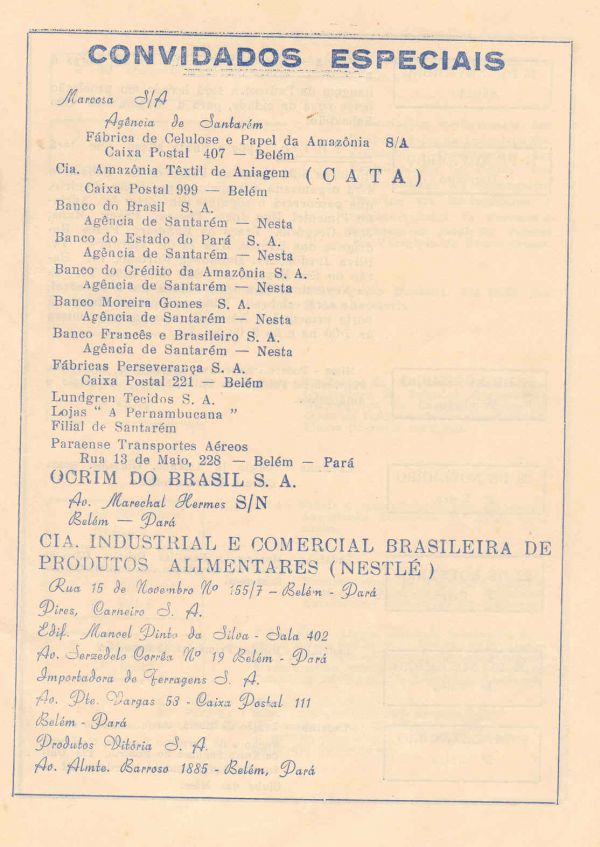 CONVIDADOS ESPECIAIS
Marcosa S/A
Agência de Santarém
Fábrica de Celulose e Papel da Amazônia S/A
Caixa Postal 407 — Belém
Cia. Amazônia Têxtil de Aniagem (CATA)
Caixa Postal 999 — Belém
Banco do Brasil S. A.
Agência de Santarém — Nesta
Banco do Estado do Pará S. A.
Agência de Santarém — Nesta
Banco do Crédito da Amazônia S. A.
Agência de Santarém — Nesta
Banco Moreira Gomes S. A.
Agência de Santarém — Nesta
Banco Francês e Brasileiro S. A.
Agência de Santarém — Nesta
Fábricas Perseverança S. A.
Caixa Postal 221 — Belém
Lundgren Tecidos S. A.
Lojas " A Pernambucana "
Filial de Santarém
Paraense Transportes Aéreos
Rua 13 de Maio, 228 — Belém — Pará
OCRIM DO BRASIL S. A.
Av. Marechal Hermes S/N
Belém — Pará
CIA. INDUSTRIAL E COMERCIAL BRASILEIRA DE
PRODUTOS ALIMENTARES (NESTLÉ)
Rua 15 de Novembro Nº 155/7 — Belém - Pará
Pires, Carneiro S. A.
Edif. Manoel Pinto da Silva - Sala 402
Av. Serzedelo Corrêa Nº 19 Belém - Pará
Importadora de Ferragens S. A.
Av. Pte. Vargas 53 - Caixa Postal 111
Belém - Pará
Produtos Vitória S. A.
Av. Almte. Barroso 1885 - Belém, Pará